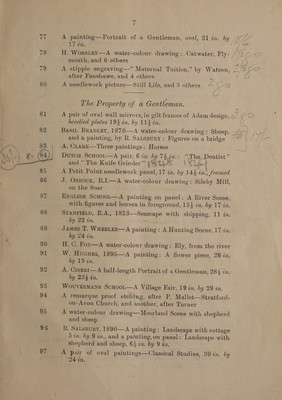 7
77 A painting—Portrait of a Gentleman, oval, 21 in. by
17 in.
78 H. Worsley—A water-colour drawing: Catwater, Ply-
mouth, and 6 others
79 A stipple engraving—"Maternal Tuition," by Watson,
after Fanshawe, and 4 others
80 A needlework picture—Still Life, and 3 others
The Property of a Gentleman.
81 A pair of oval wall mirrors, in gilt frames of Adam design,
bevelled plates 19½ in. by 11½ in.
82 Basil Bradley, 1870—A water-colour drawing: Sheep,
and a painting, by R. Salisbury: Figures on a bridge
83 A. Clark—Three paintings: Horses
84 Dutch School—A pair: 6 in. by 7½ in.: "The Dentist"
and "The Knife Grinder"
85 A Petit Point needlework panel, 17 in. by 14½ in., framed
86 J. Orrock, R.I.—A water-colour drawing: Sileby Mill,
on the Soar
87 English School—A painting on panel: A River Scene,
with figures and horses in foreground, 13½ in. by 17 in.
88 Stanfield, R.A., 1853—Seascape with shipping, 11 in.
by 22 in.
89 James T. Wheeler—A painting: A Hunting Scene, 17 in.
by 24 in.
90 H. C. Fox—A water-colour drawing: Ely, from the river
91 W. Hughes, 1895—A painting: A flower piece, 26 in.
by 19 in.
92 A. Ciseri—A half-length Portrait of a Gentleman, 28½ in.
by 23½ in.
93 Wouvermans School—A Village Fair, 19 in. by 29 in.
94 A remarque proof etching, after P. Mallet—Stratford-
on-Avon Church, and another, after Turner
95 A water-colour drawing—Moorland Scene with shepherd
and sheep
96 R. Salsbury, 1890—A painting: Landscape with cottage
5 in. by 9 in., and a painting, on panel: Landscape with
shepherd and sheep, 6½ in. by 9 in.
97 A pair of oval paintings—Classical Studies, 30 in. by
24 in.